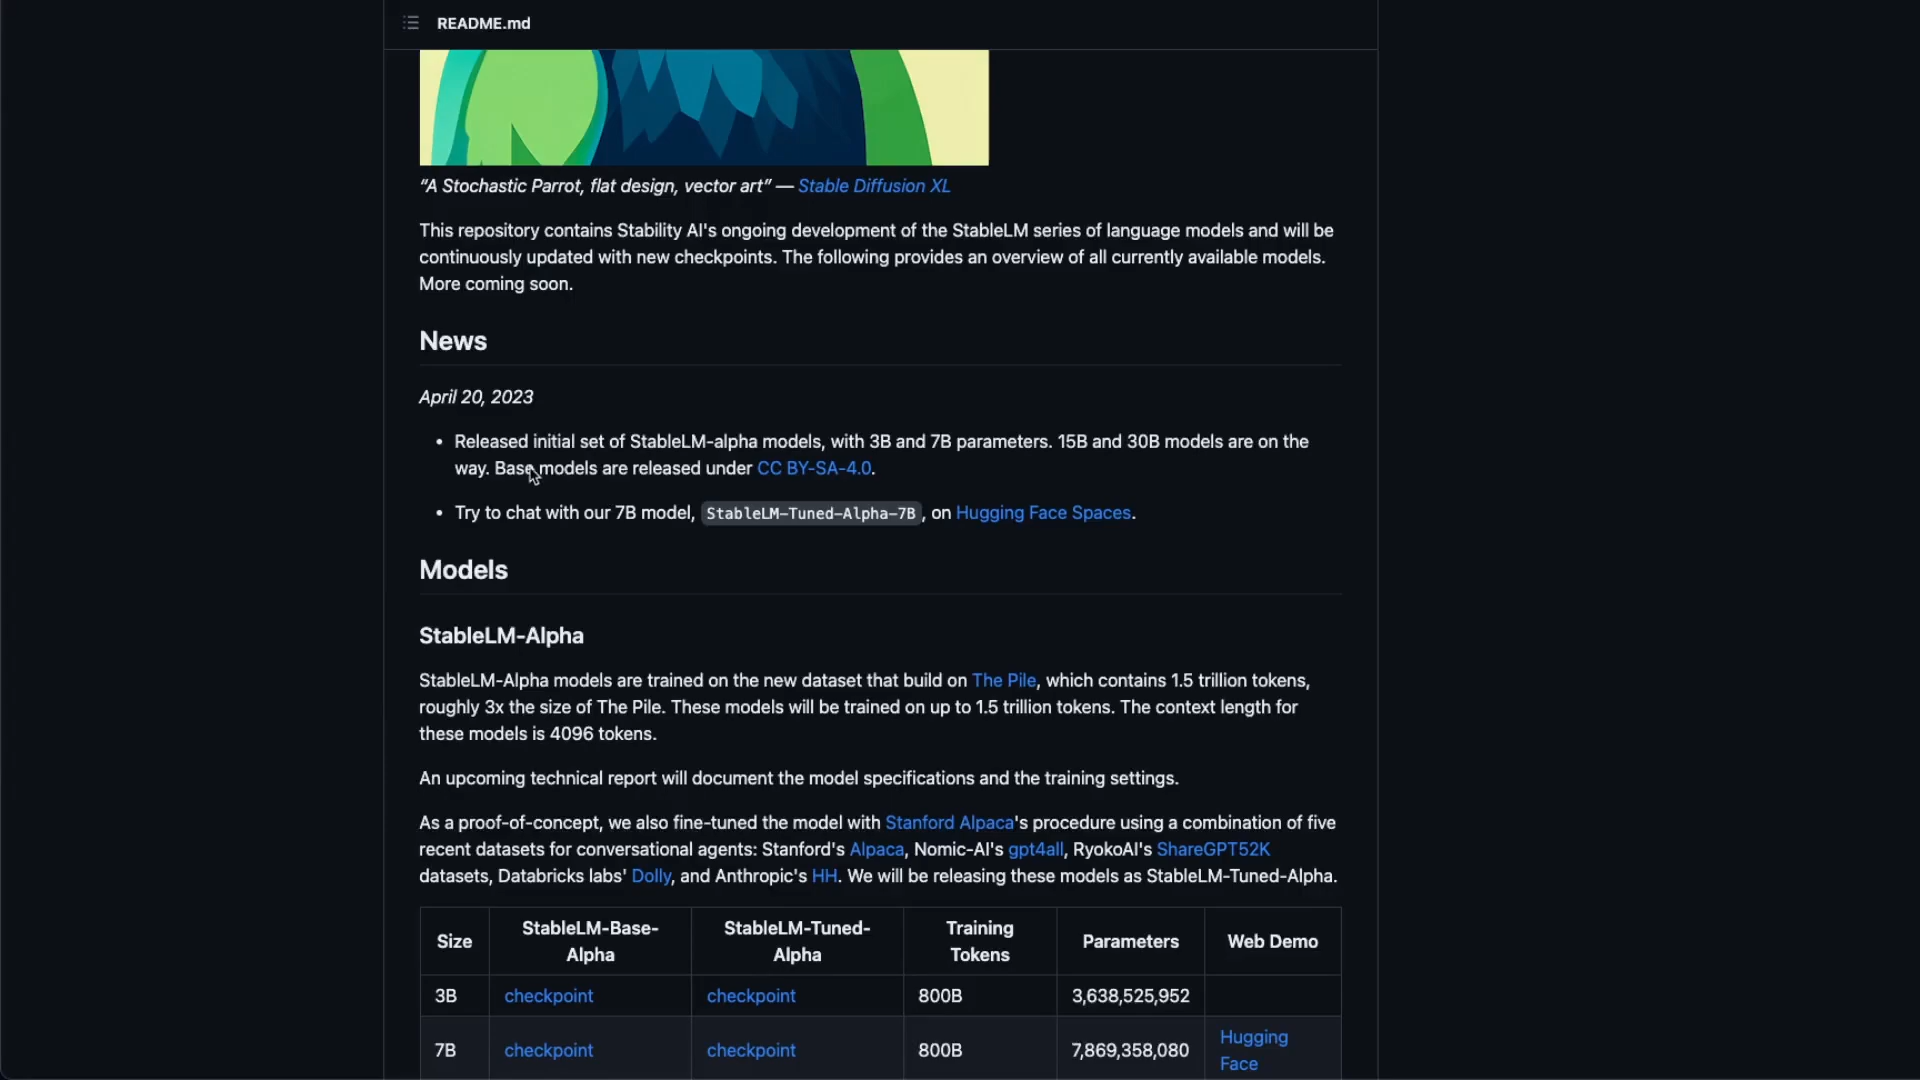 README.md
“A Stochastic Parrot, flat design, vector art” — Stable Diffusion XL
This repository contains Stability AI's ongoing development of the StableLM series of language models and will be
continuously updated with new checkpoints. The following provides an overview of all currently available models.
More coming soon.
News
April 20, 2023
• Released initial set of StableLM-alpha models, with 3B and 7B parameters. 15B and 30B models are on the
way. Base models are released under CC BY-SA-4.0.
• Try to chat with our 7B model, StableLM-Tuned-Alpha-7B, on Hugging Face Spaces.
Models
StableLM-Alpha
StableLM-Alpha models are trained on the new dataset that build on The Pile, which contains 1.5 trillion tokens,
roughly 3x the size of The Pile. These models will be trained on up to 1.5 trillion tokens. The context length for
these models is 4096 tokens.
An upcoming technical report will document the model specifications and the training settings.
As a proof-of-concept, we also fine-tuned the model with Stanford Alpaca's procedure using a combination of five
recent datasets for conversational agents: Stanford's Alpaca, Nomic-AI's gpt4all, RyokoAI's ShareGPT52K
datasets, Databricks labs' Dolly, and Anthropic's HH. We will be releasing these models as StableLM-Tuned-Alpha.
Size StableLM-Base-Alpha StableLM-Tuned-Alpha Training Tokens Parameters Web Demo
3B checkpoint checkpoint 800B 3,638,525,952
7B checkpoint checkpoint 800B 7,869,358,080 Hugging Face